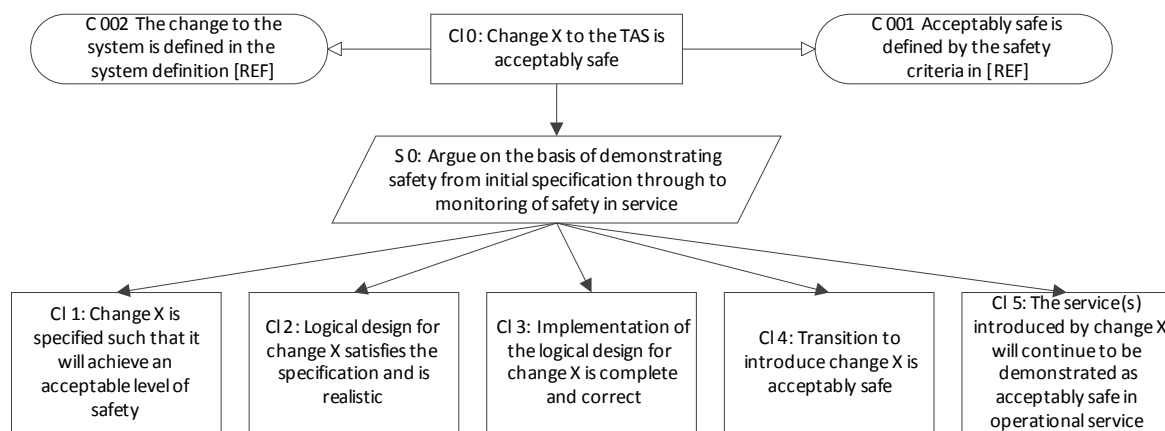 C 002 The change to
the system is defined in the
system definition [REF]
Cl 0: Change X to the TAS is
acceptably safe
C 001 Acceptably safe is
defined by the safety
criteria in [REF]
S 0: Argue on the basis of demonstrating
safety from initial specification through to
monitoring of safety in service
Cl 1: Change X is
specified such that it
will achieve an
acceptable level of
safety
Cl 2: Logical design for
change X satisfies the
specification and is
realistic
Cl 3: Implementation of
the logical design for
change X is complete
and correct
Cl 4: Transition to
introduce change X is
acceptably safe
Cl 5: The service(s)
introduced by change X
will continue to be
demonstrated as
acceptably safe in
operational service